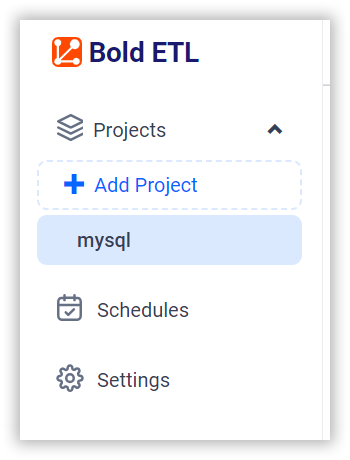 Bold ETL
Projects
Add Project
mysql
Schedules
Settings